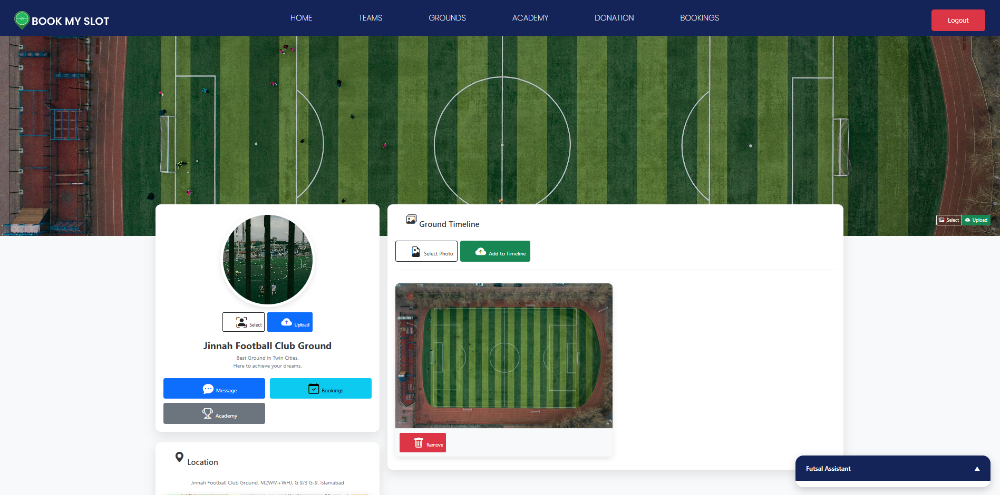 BOOK MY SLOT
HOME
TEAMS
GROUNDS
ACADEMY
DONATION
BOOKINGS
Logout
Select
Upload
Select
Upload
Jinnah Football Club Ground
Best Ground in Twin Cities.
Here to achieve your dreams.
Message
Bookings
Academy
Location
Jinnah Football Club Ground, M2WM+WHJ, G 9/3 G-9, Islamabad
Ground Timeline
Select Photo
Add to Timeline
Remove
Futsal Assistant